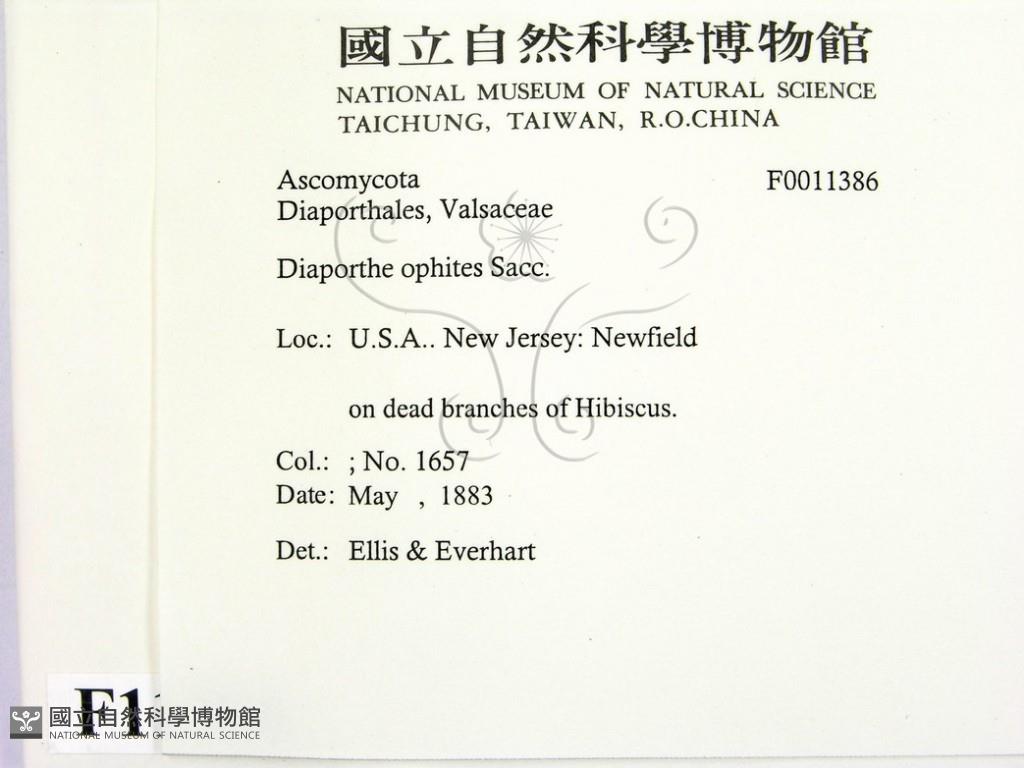 國立自然科學博物館
NATIONAL MUSEUM OF NATURAL SCIENCE
TAICHUNG, TAIWAN, R.O.CHINA
Ascomycota F0011386
Diaporthales, Valsaceae
Diaporthe ophites Sacc.
Loc.: U.S.A.. New Jersey: Newfield
on dead branches of Hibiscus.
Col.: ; No. 1657
Date: May , 1883
Det.: Ellis & Everhart
國立自然科學博物館
NATIONAL MUSEUM OF NATURAL SCIENCE